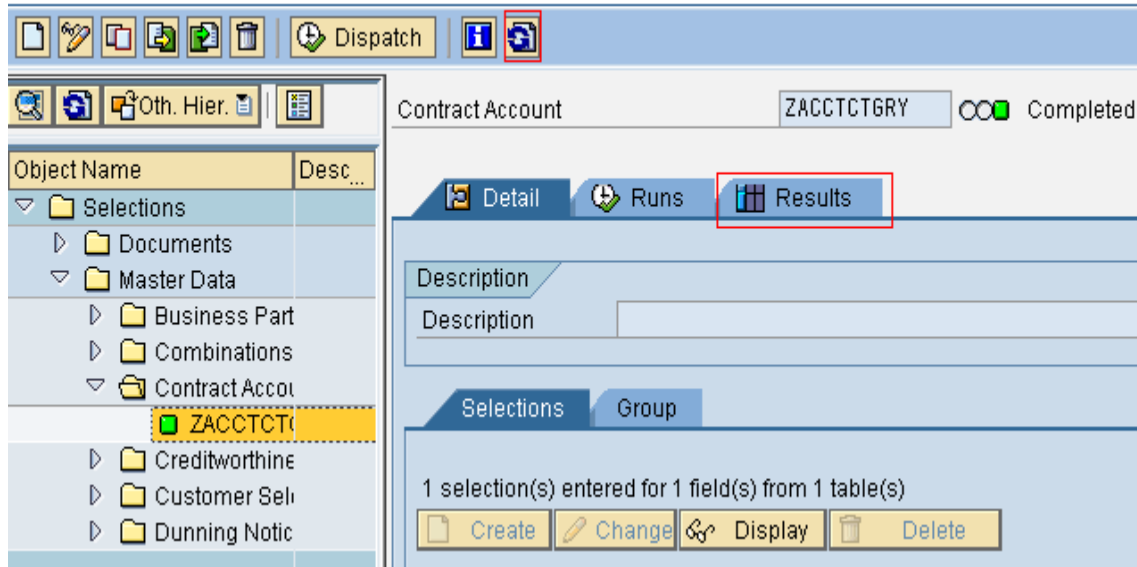 Dispatch
Oth. Hier.
Contract Account ZACCTCTGRY Completed
Object Name Desc...
Detail Runs Results
Selections
Documents
Master Data
Description
Business Part
Description
Combinations
Contract Accou
Selections Group
ZACCTCT
Creditworthine
Customer Sel
1 selection(s) entered for 1 field(s) from 1 table(s)
Dunning Notic
Create Change Display Delete